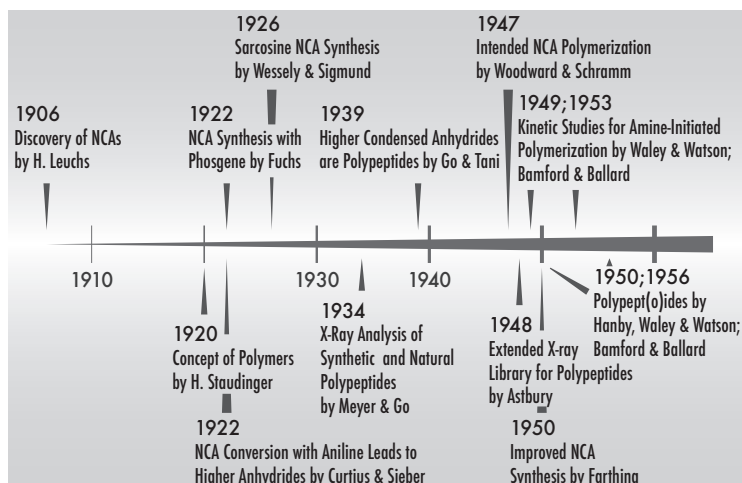 1926
Sarcosine NCA Synthesis
by Wessely & Sigmund
1947
Intended NCA Polymerization
by Woodward & Schramm
1906
Discovery of NCAs
by H. Leuchs
1922
NCA Synthesis with
Phosgene by Fuchs
1939
Higher Condensed Anhydrides
are Polypeptides by Go & Tani
1949;1953
Kinetic Studies for Amine-Initiated
Polymerization by Waley & Watson;
Bamford & Ballard
1910
1930
1940
1920
Concept of Polymers
by H. Staudinger
1934
X-Ray Analysis of
Synthetic and Natural
Polypeptides
by Meyer & Go
1948
Extended X-ray
Library for Polypeptides
by Astbury
1950;1956
Polypept(o)ides by
Hanby, Waley & Watson;
Bamford & Ballard
1922
NCA Conversion with Aniline Leads to
Higher Anhydrides by Curtius & Sieber
1950
Improved NCA
Synthesis by Farthing